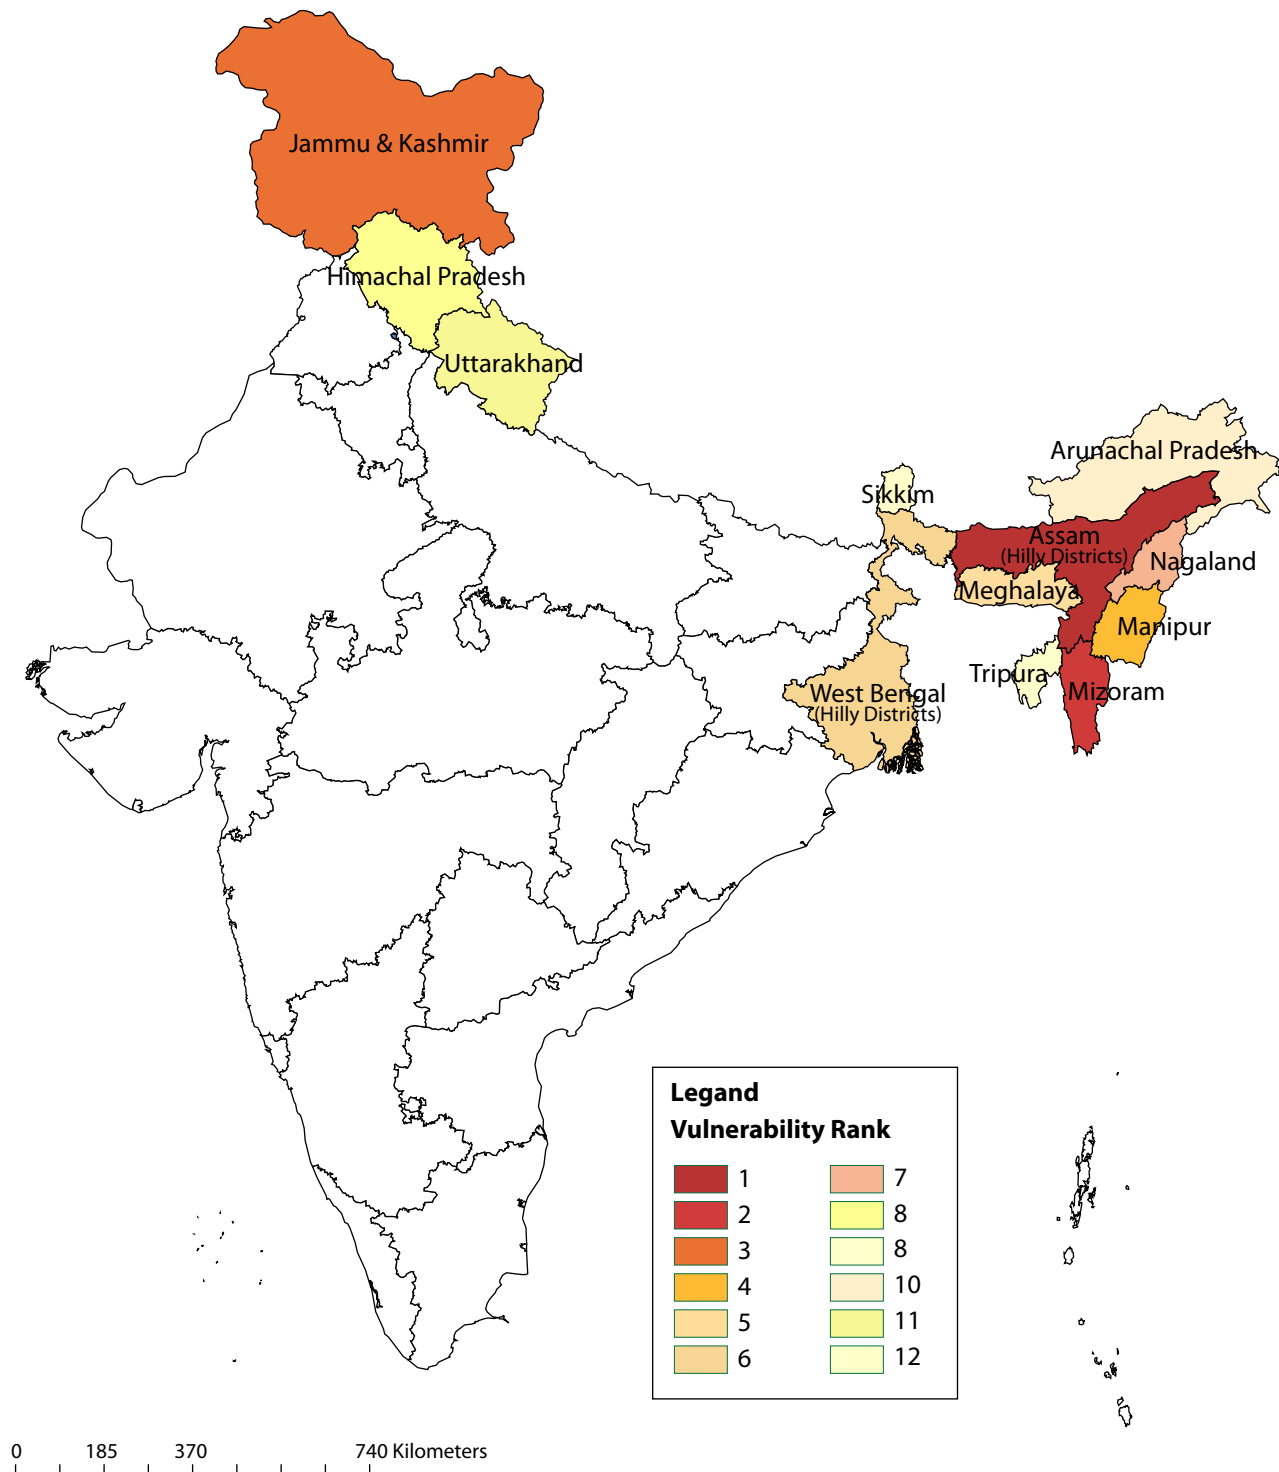 Jammu & Kashmir
Himachal Pradesh
Uttarakhand
Arunachal Pradesh
Sikkim
Assam
(Hilly Districts)
Nagaland
Meghalaya
Manipur
Tripura
Mizoram
West Bengal
(Hilly Districts)
Legand
Vulnerability Rank
1 7
2 8
3 8
4 10
5 11
6 12
0 185 370 740 Kilometers